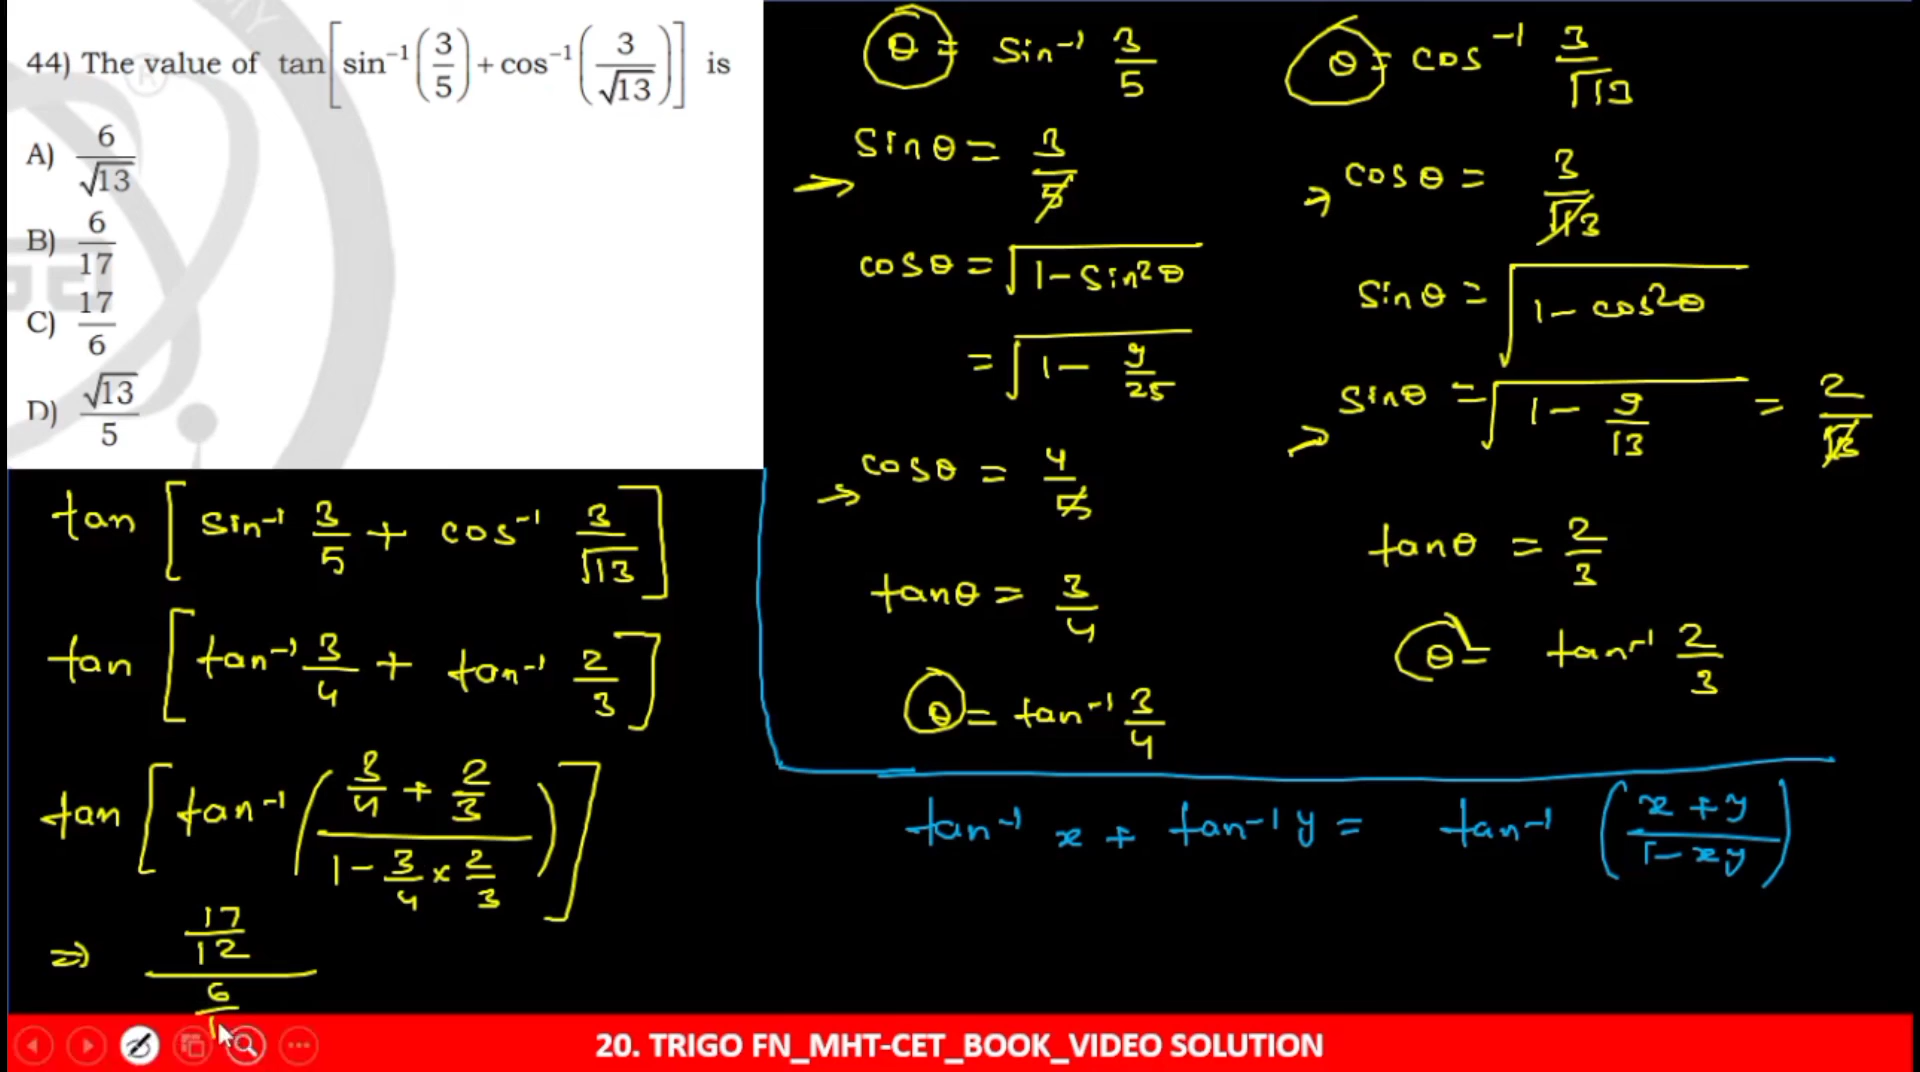 44) The value of tan[sin⁻¹(3/5)+cos⁻¹(3/√13)] is
A) 6/√13
B) 6/17
C) 17/6
D) √13/5
tan [sin⁻¹ 3/5 + cos⁻¹ 3/√13]
tan [tan⁻¹ 3/4 + tan⁻¹ 2/3]
tan [tan⁻¹ ((3/4 + 2/3)/(1 - 3/4 × 2/3))]
⇒ (17/12)/(6/1
θ = sin⁻¹ 3/5
→ sinθ = 3/5
cosθ = √(1 - sin²θ)
= √(1 - 9/25)
→ cosθ = 4/5
tanθ = 3/4
θ = tan⁻¹ 3/4
θ = cos⁻¹ 3/√13
→ cosθ = 3/√13
sinθ = √(1 - cos²θ)
→ sinθ = √(1 - 9/13) = 2/√13
tanθ = 2/3
θ = tan⁻¹ 2/3
tan⁻¹ x + tan⁻¹ y = tan⁻¹ ((x + y)/(1 - xy))
20. TRIGO FN_MHT-CET_BOOK_VIDEO SOLUTION